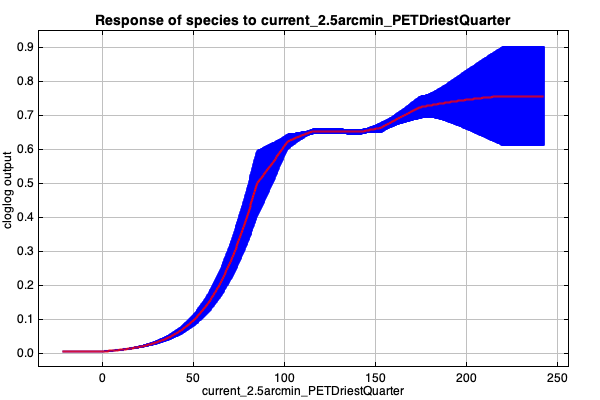 Response of species to current_2.5arcmin_PETDriestQuarter
0.9
0.8
0.7
0.6
0.5
0.4
0.3
0.2
0.1
0.0
cloglog output
0 50 100 150 200 250
current_2.5arcmin_PETDriestQuarter